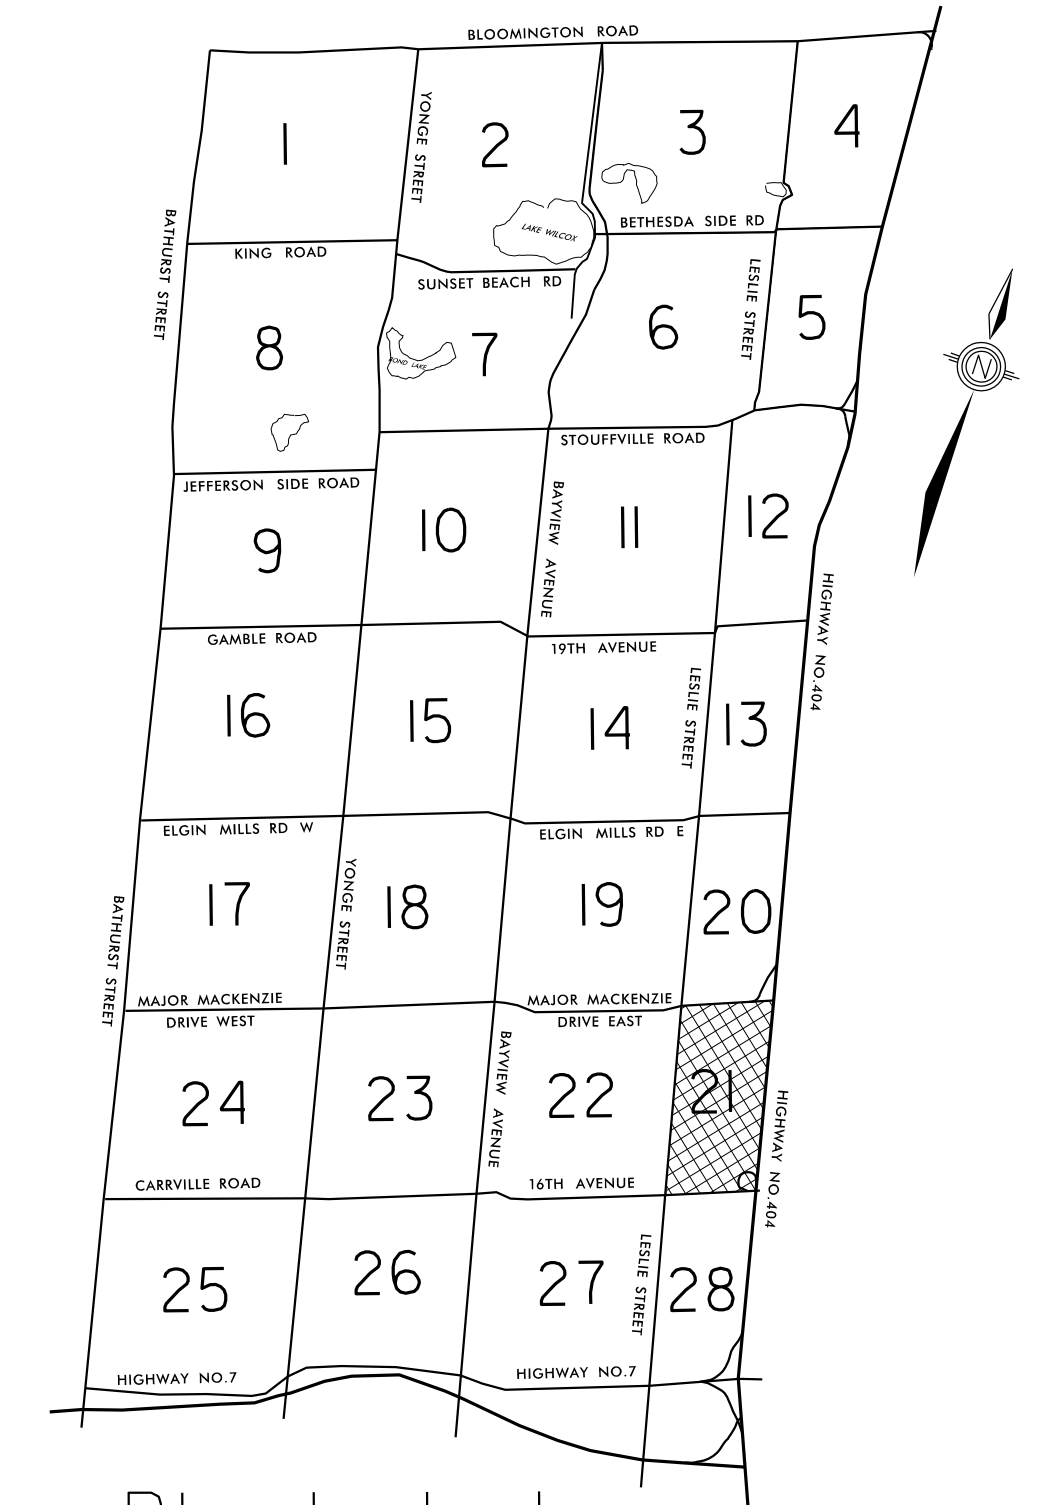 BLOOMINGTON ROAD
1
YONGE STREET
2
3
4
LAKE WILCOX
BETHESDA SIDE RD
BATHURST STREET
KING ROAD
SUNSET BEACH RD
LESLIE STREET
8
POND LAKE
7
6
5
N
STOUFFVILLE ROAD
JEFFERSON SIDE ROAD
9
10
BAYVIEW AVENUE
11
12
HIGHWAY NO.404
GAMBLE ROAD
19TH AVENUE
16
15
14
LESLIE STREET
13
ELGIN MILLS RD W
ELGIN MILLS RD E
17
YONGE STREET
18
19
20
BATHURST STREET
MAJOR MACKENZIE
DRIVE WEST
MAJOR MACKENZIE
DRIVE EAST
24
23
BAYVIEW AVENUE
22
21
HIGHWAY NO.404
CARRVILLE ROAD
16TH AVENUE
25
26
27
LESLIE STREET
28
HIGHWAY NO.7
HIGHWAY NO.7